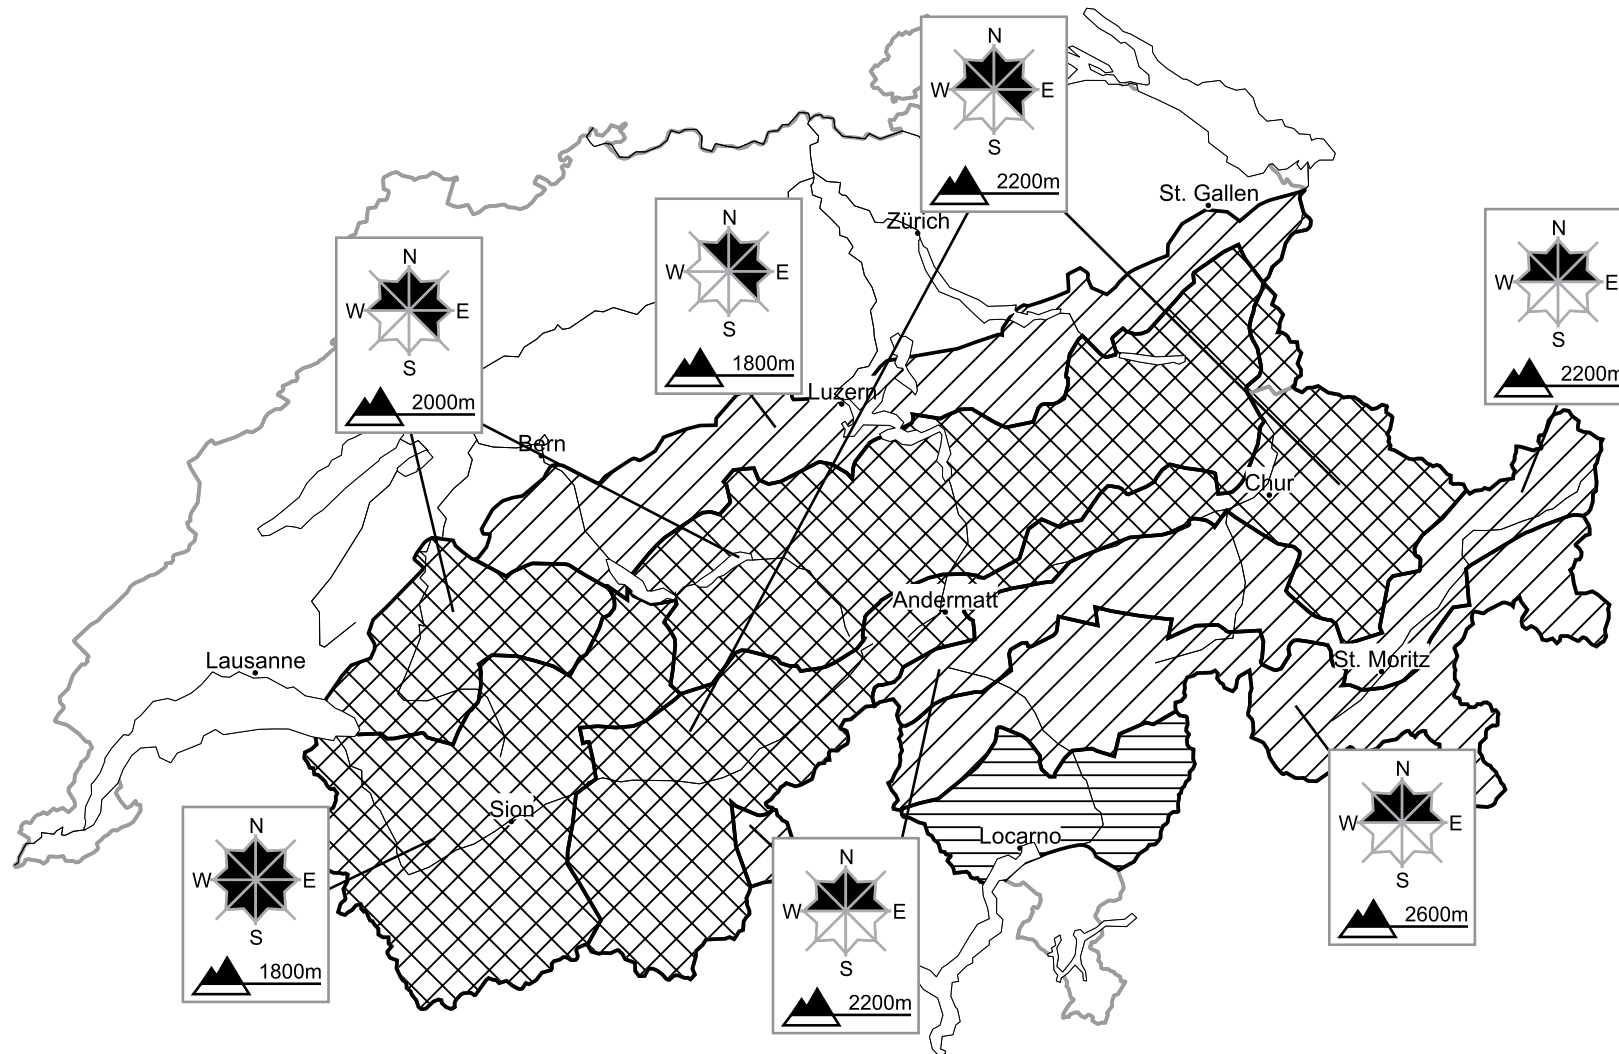 N
W E
S
2200m
St. Gallen
Zürich
N
W E
S
1800m
N
W E
S
2200m
N
W E
S
2000m
Luzern
Bern
Chur
Andermatt
Lausanne
St. Moritz
Sion
Locarno
N
W E
S
2600m
N
W E
S
1800m
N
W E
S
2200m